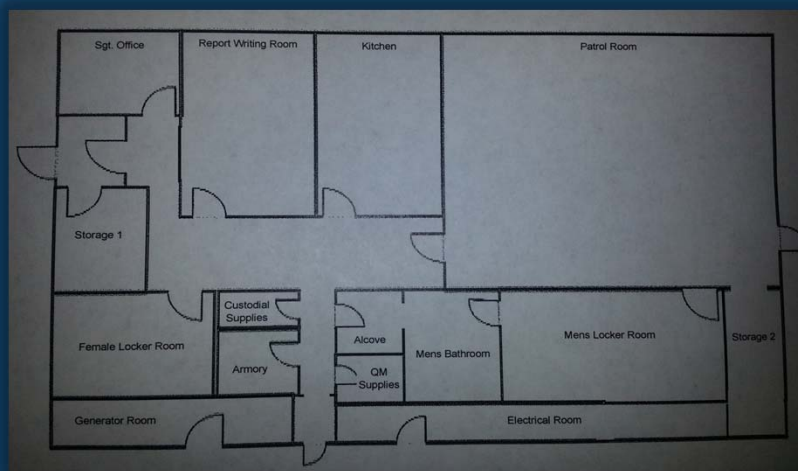 Sgt. Office
Report Writing Room
Kitchen
Patrol Room
Storage 1
Custodial
Supplies
Female Locker Room
Armory
Alcove
QM
Supplies
Mens Bathroom
Mens Locker Room
Storage 2
Generator Room
Electrical Room